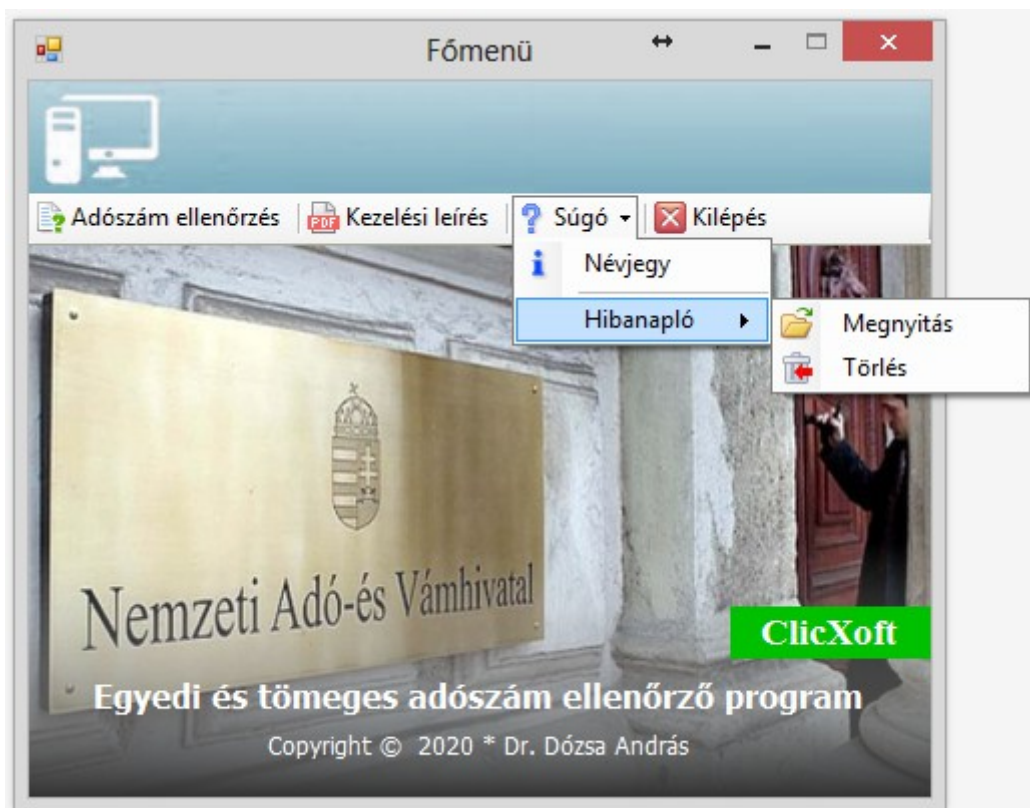 Főmenü
Adószám ellenőrzés Kezelési leírés Súgó Kilépés
Névjegy
Hibanapló
Megnyitás
Törlés
Nemzeti Adó-és Vámhivatal
ClicXoft
Egyedi és tömeges adószám ellenőrző program
Copyright © 2020 * Dr. Dózsa András